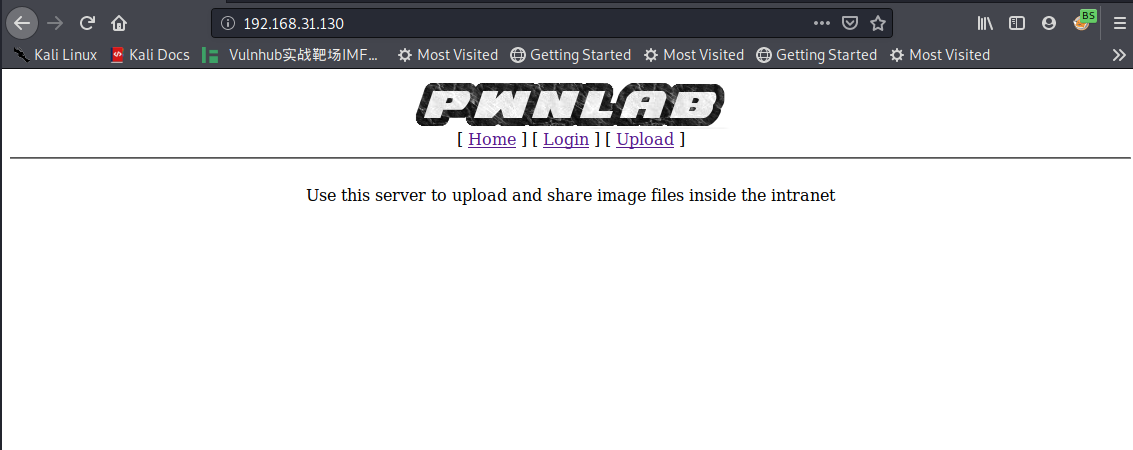 192.168.31.130
BS
Kali Linux Kali Docs Vulnhub实战靶场IMF... Most Visited Getting Started Most Visited Getting Started Most Visited
PWNLAB
[ Home ] [ Login ] [ Upload ]
Use this server to upload and share image files inside the intranet